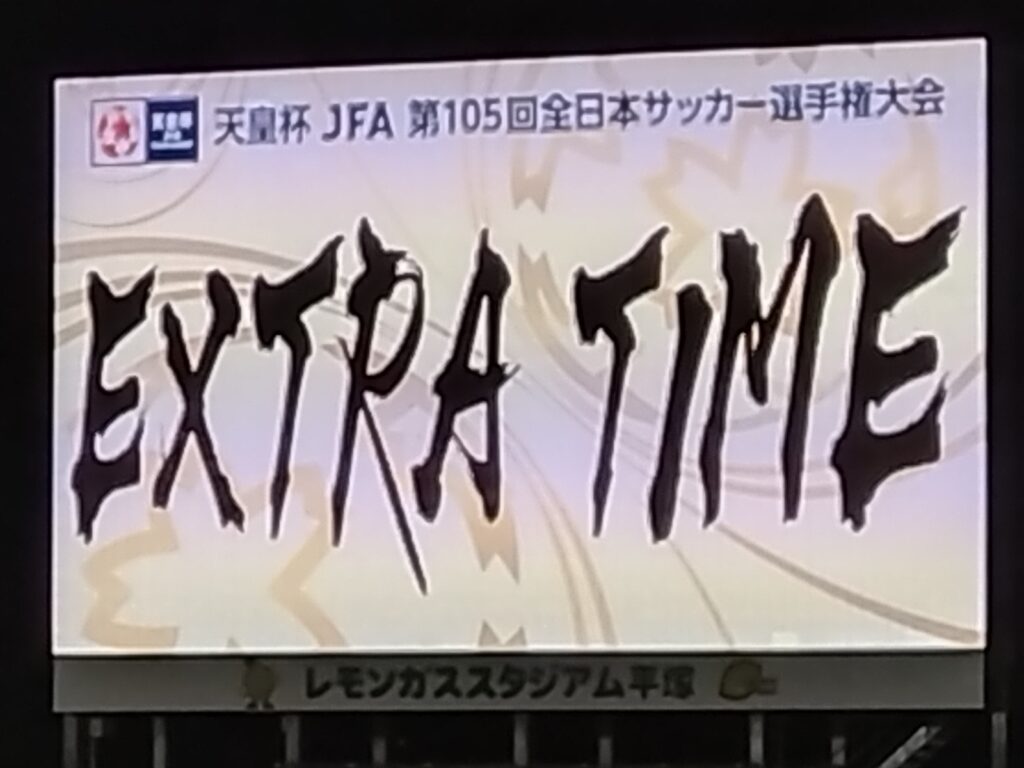 天皇杯 JFA 第105回全日本サッカー選手権大会
EXTRA TIME
レモンガススタジアム平塚